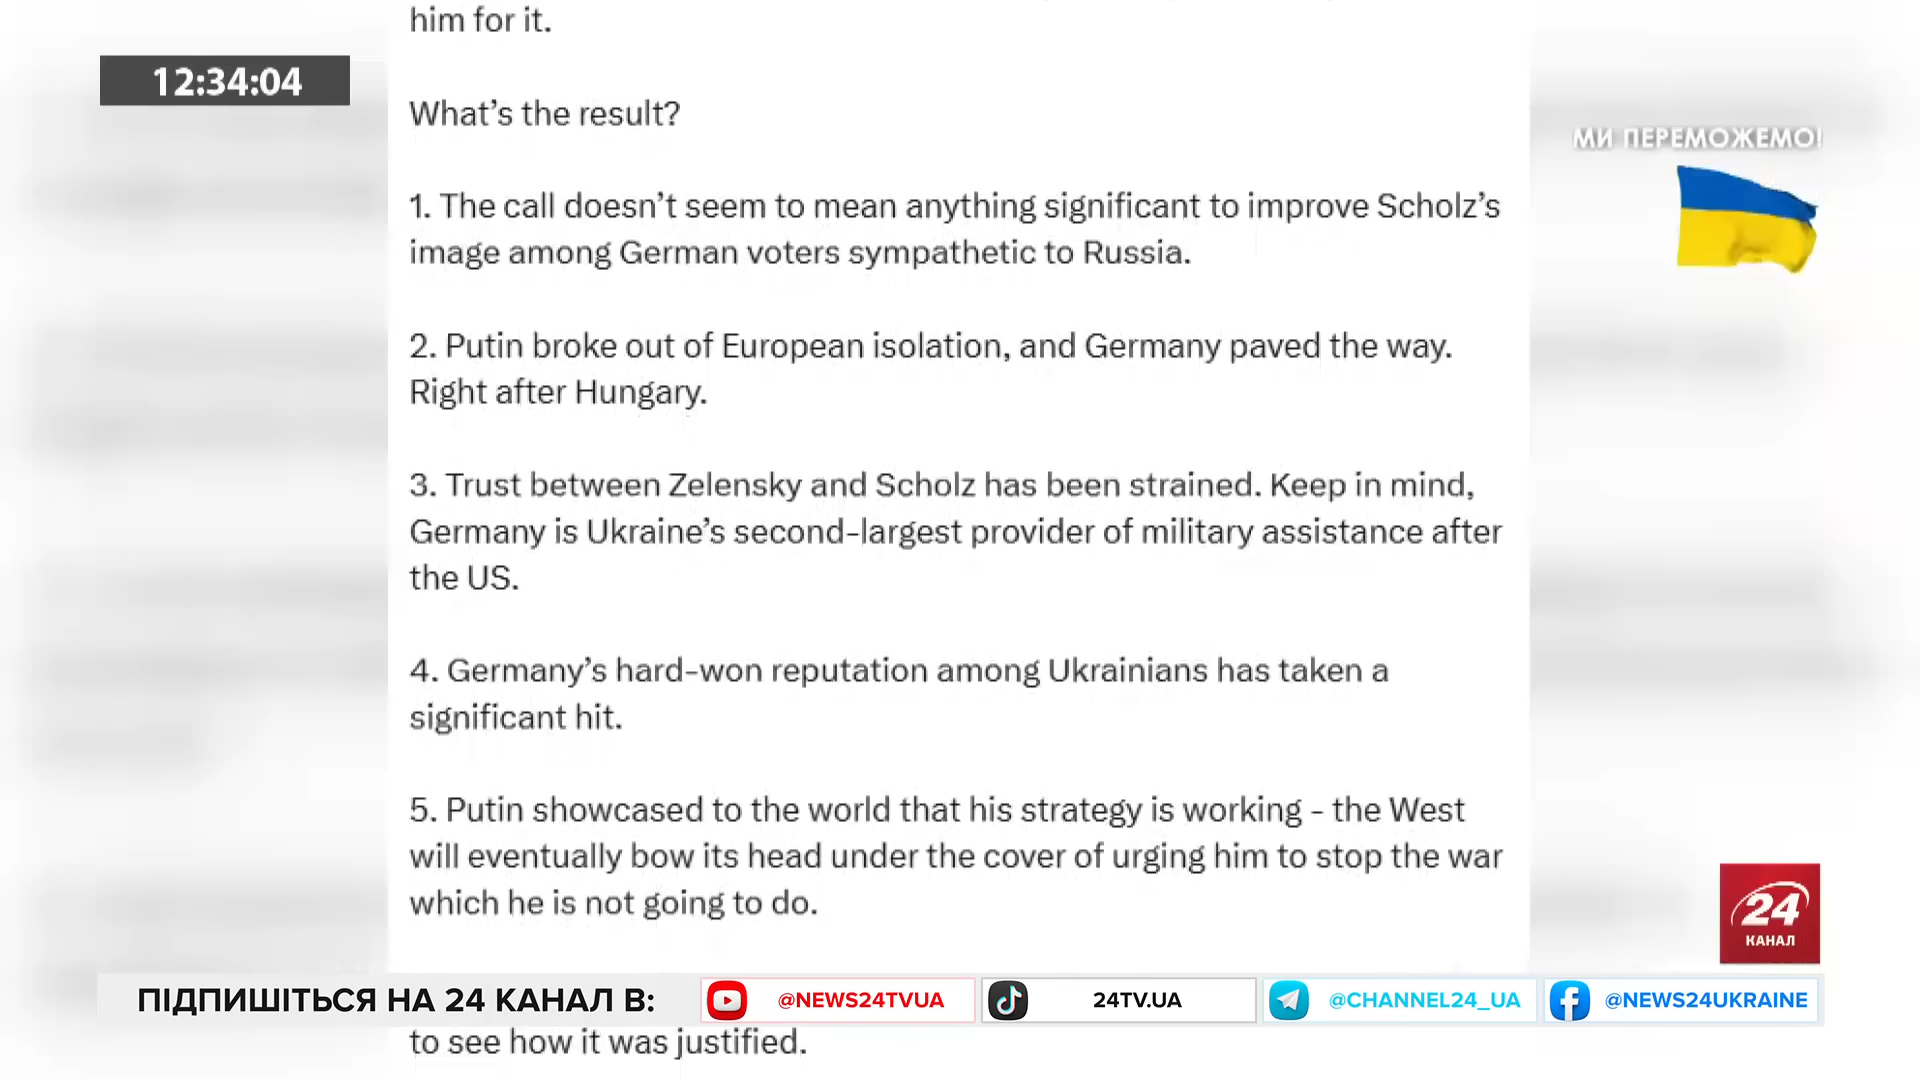 him for it.
12:34:04
What’s the result?
МИ ПЕРЕМОЖЕМО!
1. The call doesn’t seem to mean anything significant to improve Scholz’s
image among German voters sympathetic to Russia.
2. Putin broke out of European isolation, and Germany paved the way.
Right after Hungary.
3. Trust between Zelensky and Scholz has been strained. Keep in mind,
Germany is Ukraine’s second-largest provider of military assistance after
the US.
4. Germany’s hard-won reputation among Ukrainians has taken a
significant hit.
5. Putin showcased to the world that his strategy is working - the West
will eventually bow its head under the cover of urging him to stop the war
which he is not going to do.
24
КАНАЛ
ПІДПИШІТЬСЯ НА 24 КАНАЛ В: @NEWS24TVUA 24TV.UA @CHANNEL24_UA @NEWS24UKRAINE
to see how it was justified.